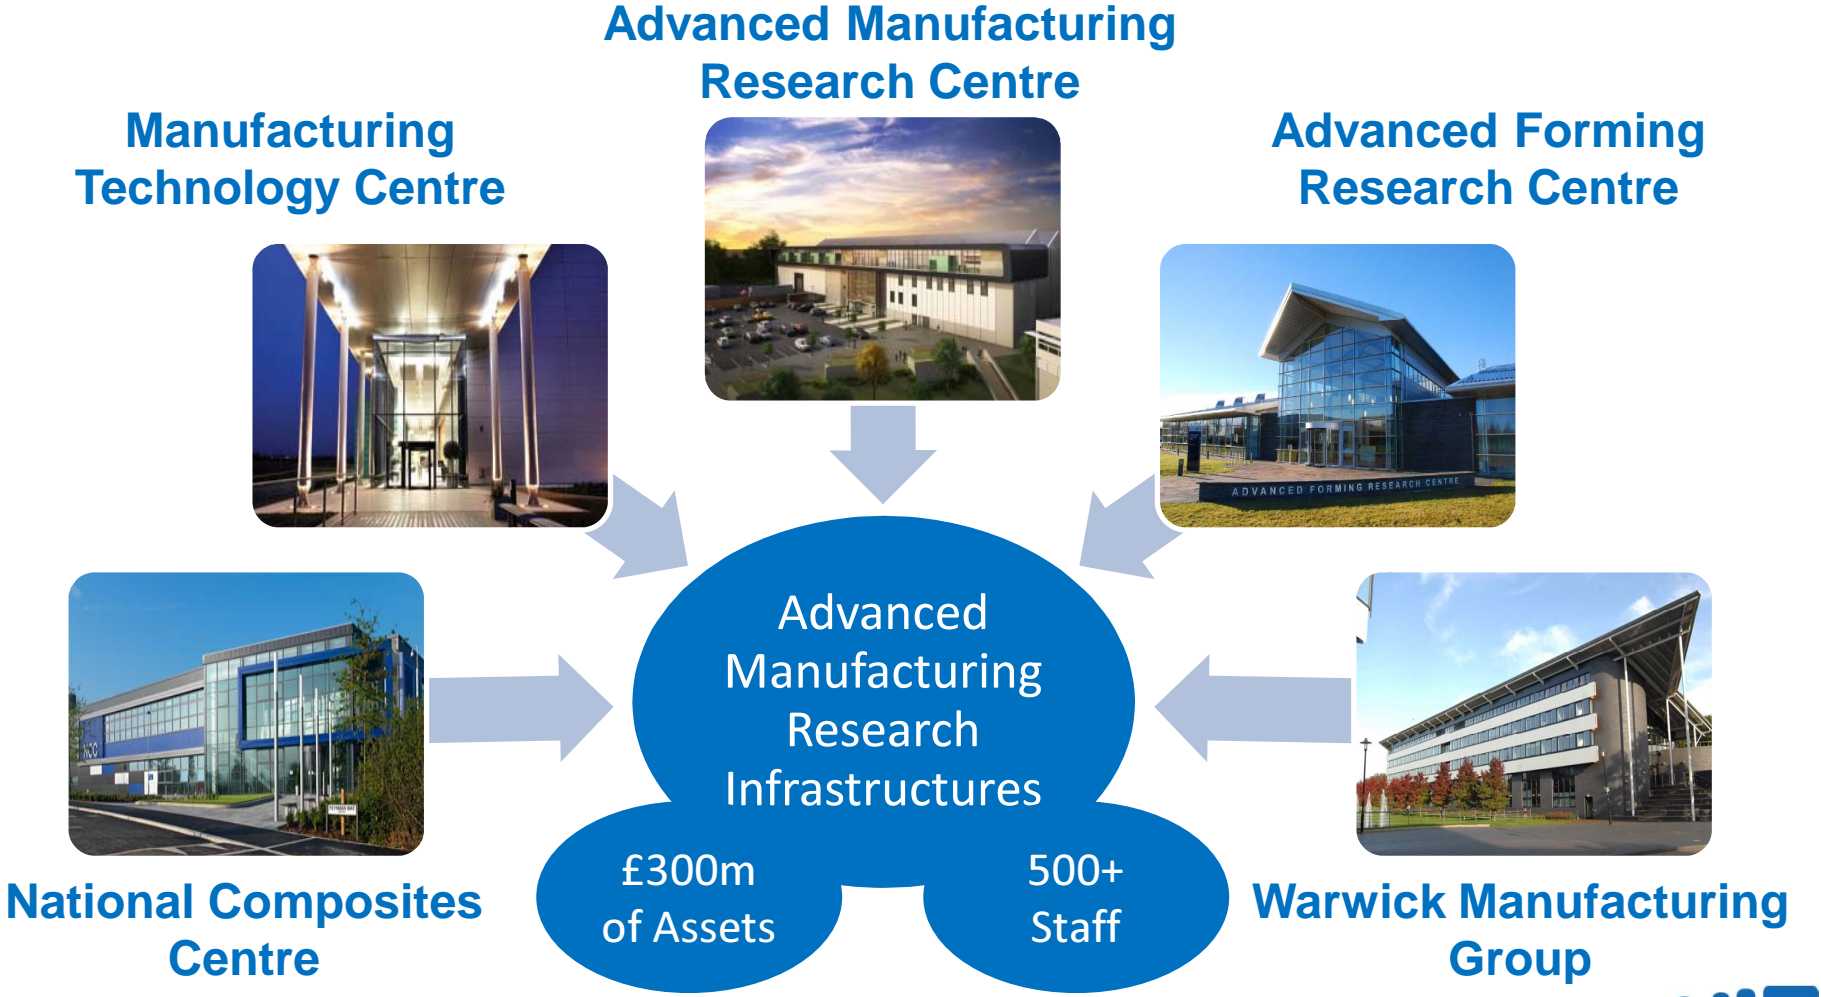 Advanced Manufacturing
Research Centre
Manufacturing
Technology Centre
Advanced Forming
Research Centre
ADVANCED FORMING RESEARCH CENTRE
Advanced
Manufacturing
Research
Infrastructures
NCC
£300m
of Assets
500+
Staff
National Composites
Centre
Warwick Manufacturing
Group